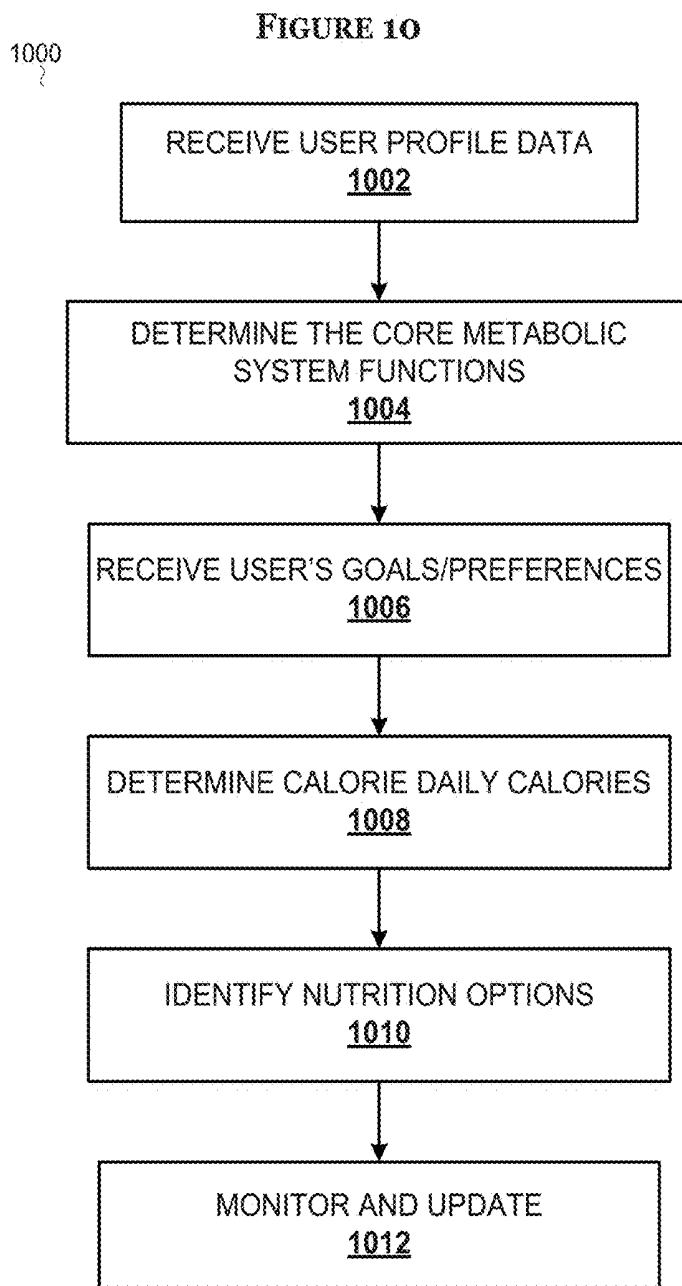 FIGURE 10
1000
RECEIVE USER PROFILE DATA
1002
DETERMINE THE CORE METABOLIC
SYSTEM FUNCTIONS
1004
RECEIVE USER'S GOALS/PREFERENCES
1006
DETERMINE CALORIE DAILY CALORIES
1008
IDENTIFY NUTRITION OPTIONS
1010
MONITOR AND UPDATE
1012